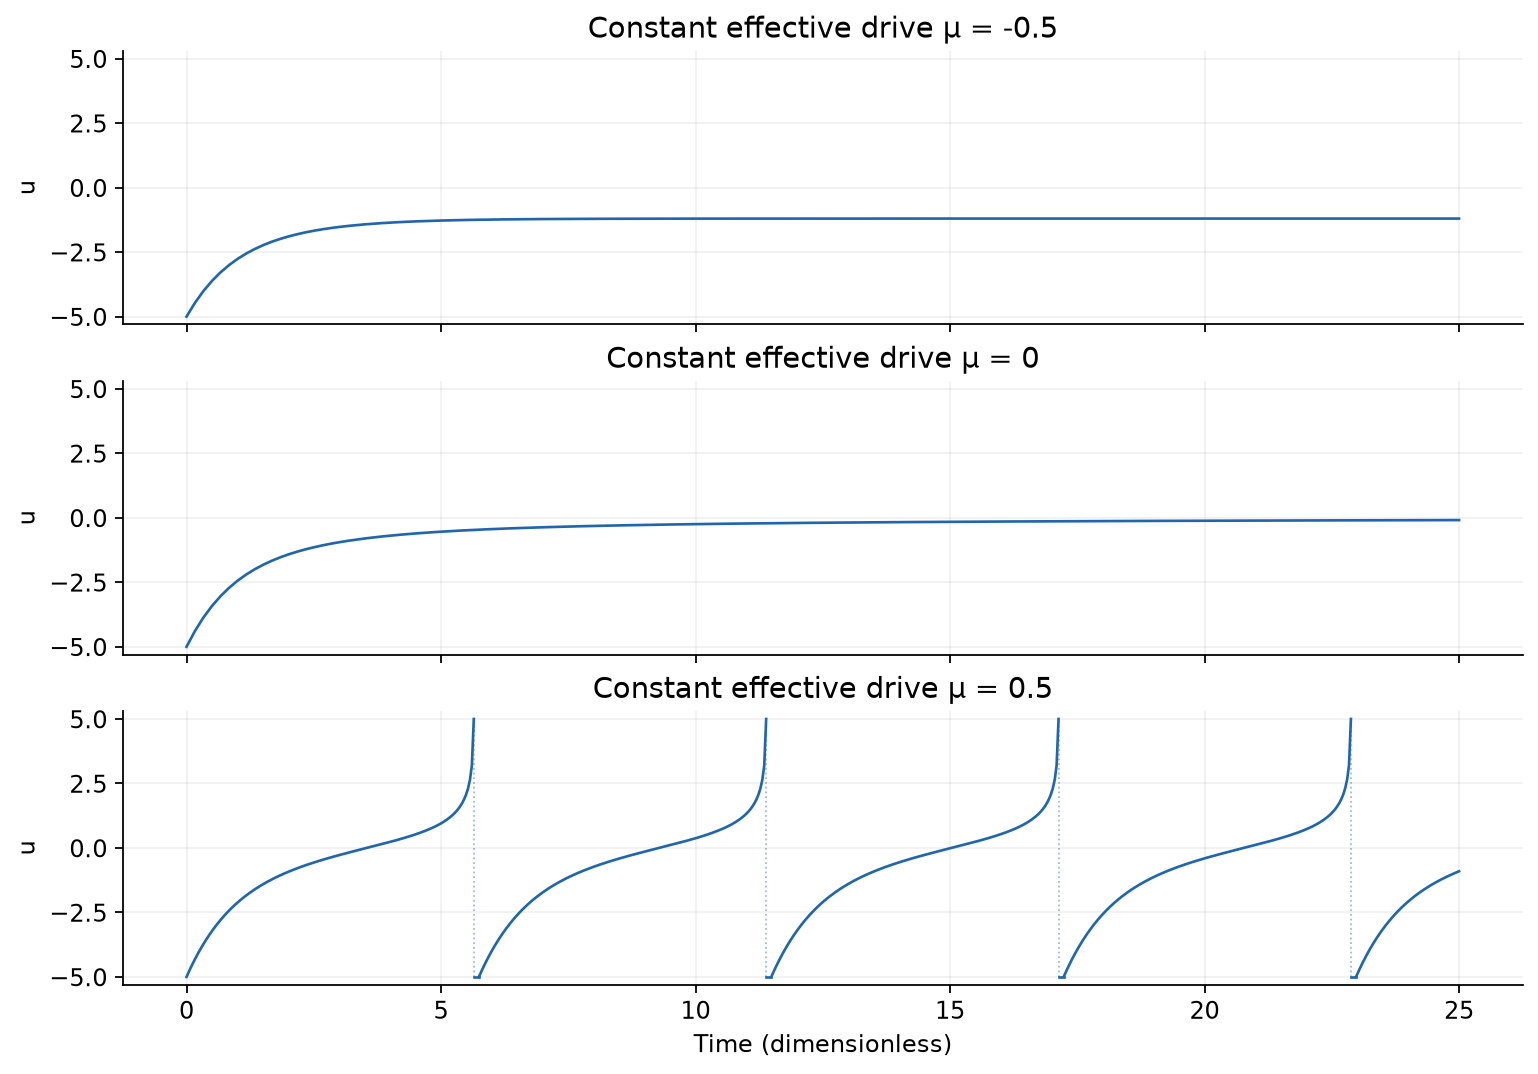 Constant effective drive μ = -0.5
5.0
2.5
0.0
−2.5
−5.0
u
Constant effective drive μ = 0
5.0
2.5
0.0
−2.5
−5.0
u
Constant effective drive μ = 0.5
5.0
2.5
0.0
−2.5
−5.0
u
0 5 10 15 20 25
Time (dimensionless)